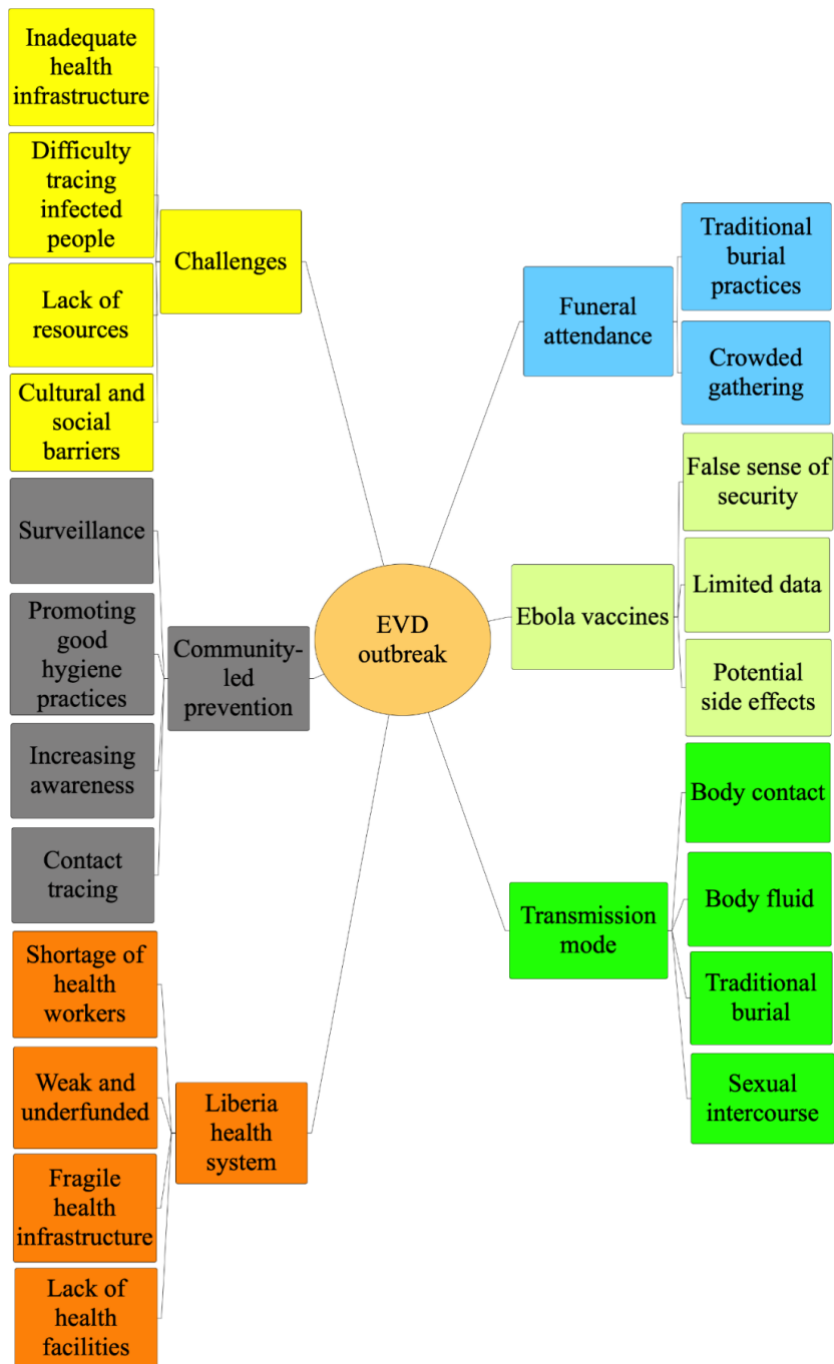 Inadequate
health
infrastructure
Difficulty
tracing
infected
people
Lack of
resources
Cultural and
social
barriers
Challenges
Surveillance
Promoting
good
hygiene
practices
Increasing
awareness
Contact
tracing
Community-
led
prevention
Shortage of
health
workers
Weak and
underfunded
Fragile
health
infrastructure
Lack of
health
facilities
Liberia
health
system
EVD
outbreak
Funeral
attendance
Traditional
burial
practices
Crowded
gathering
Ebola vaccines
False sense of
security
Limited data
Potential
side effects
Transmission
mode
Body contact
Body fluid
Traditional
burial
Sexual
intercourse